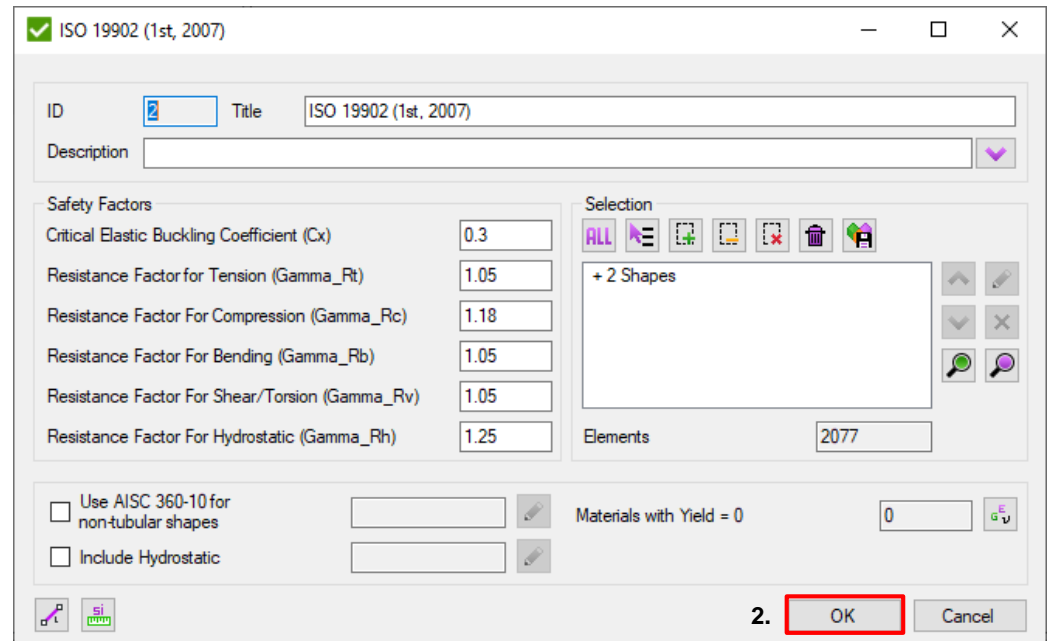 ISO 19902 (1st, 2007)
ID 2 Title ISO 19902 (1st, 2007)
Description
Safety Factors
Critical Elastic Buckling Coefficient (Cx) 0.3
Resistance Factor for Tension (Gamma_Rt) 1.05
Resistance Factor For Compression (Gamma_Rc) 1.18
Resistance Factor For Bending (Gamma_Rb) 1.05
Resistance Factor For Shear/Torsion (Gamma_Rv) 1.05
Resistance Factor For Hydrostatic (Gamma_Rh) 1.25
Selection
ALL
+ 2 Shapes
Elements 2077
Use AISC 360-10 for
non-tubular shapes
Include Hydrostatic
Materials with Yield = 0 0 G E ν
L si
2. OK Cancel